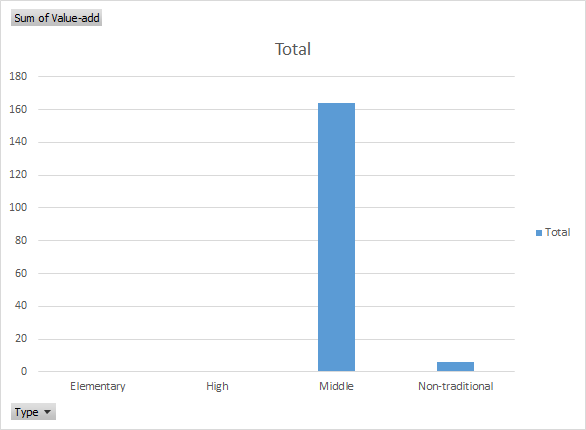 Sum of Value-add
Total
180
160
140
120
100
80
60
40
20
0
Total
Elementary High Middle Non-traditional
Type